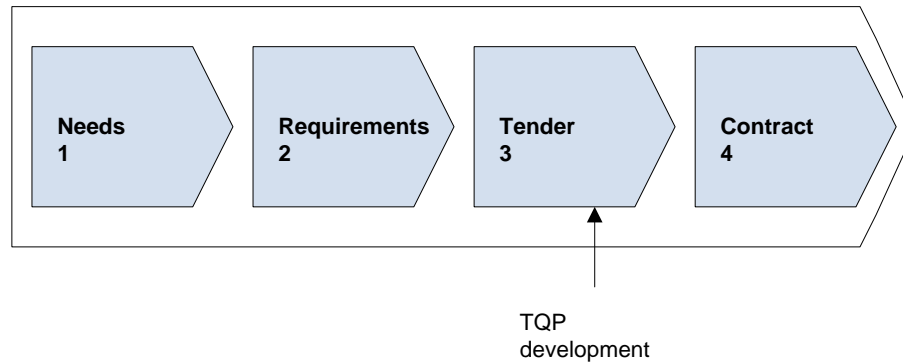 Needs
1
Requirements
2
Tender
3
Contract
4
TQP
development